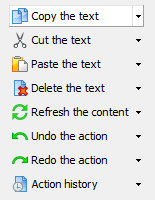 Copy the text
Cut the text
Paste the text
Delete the text
Refresh the content
Undo the action
Redo the action
Action history